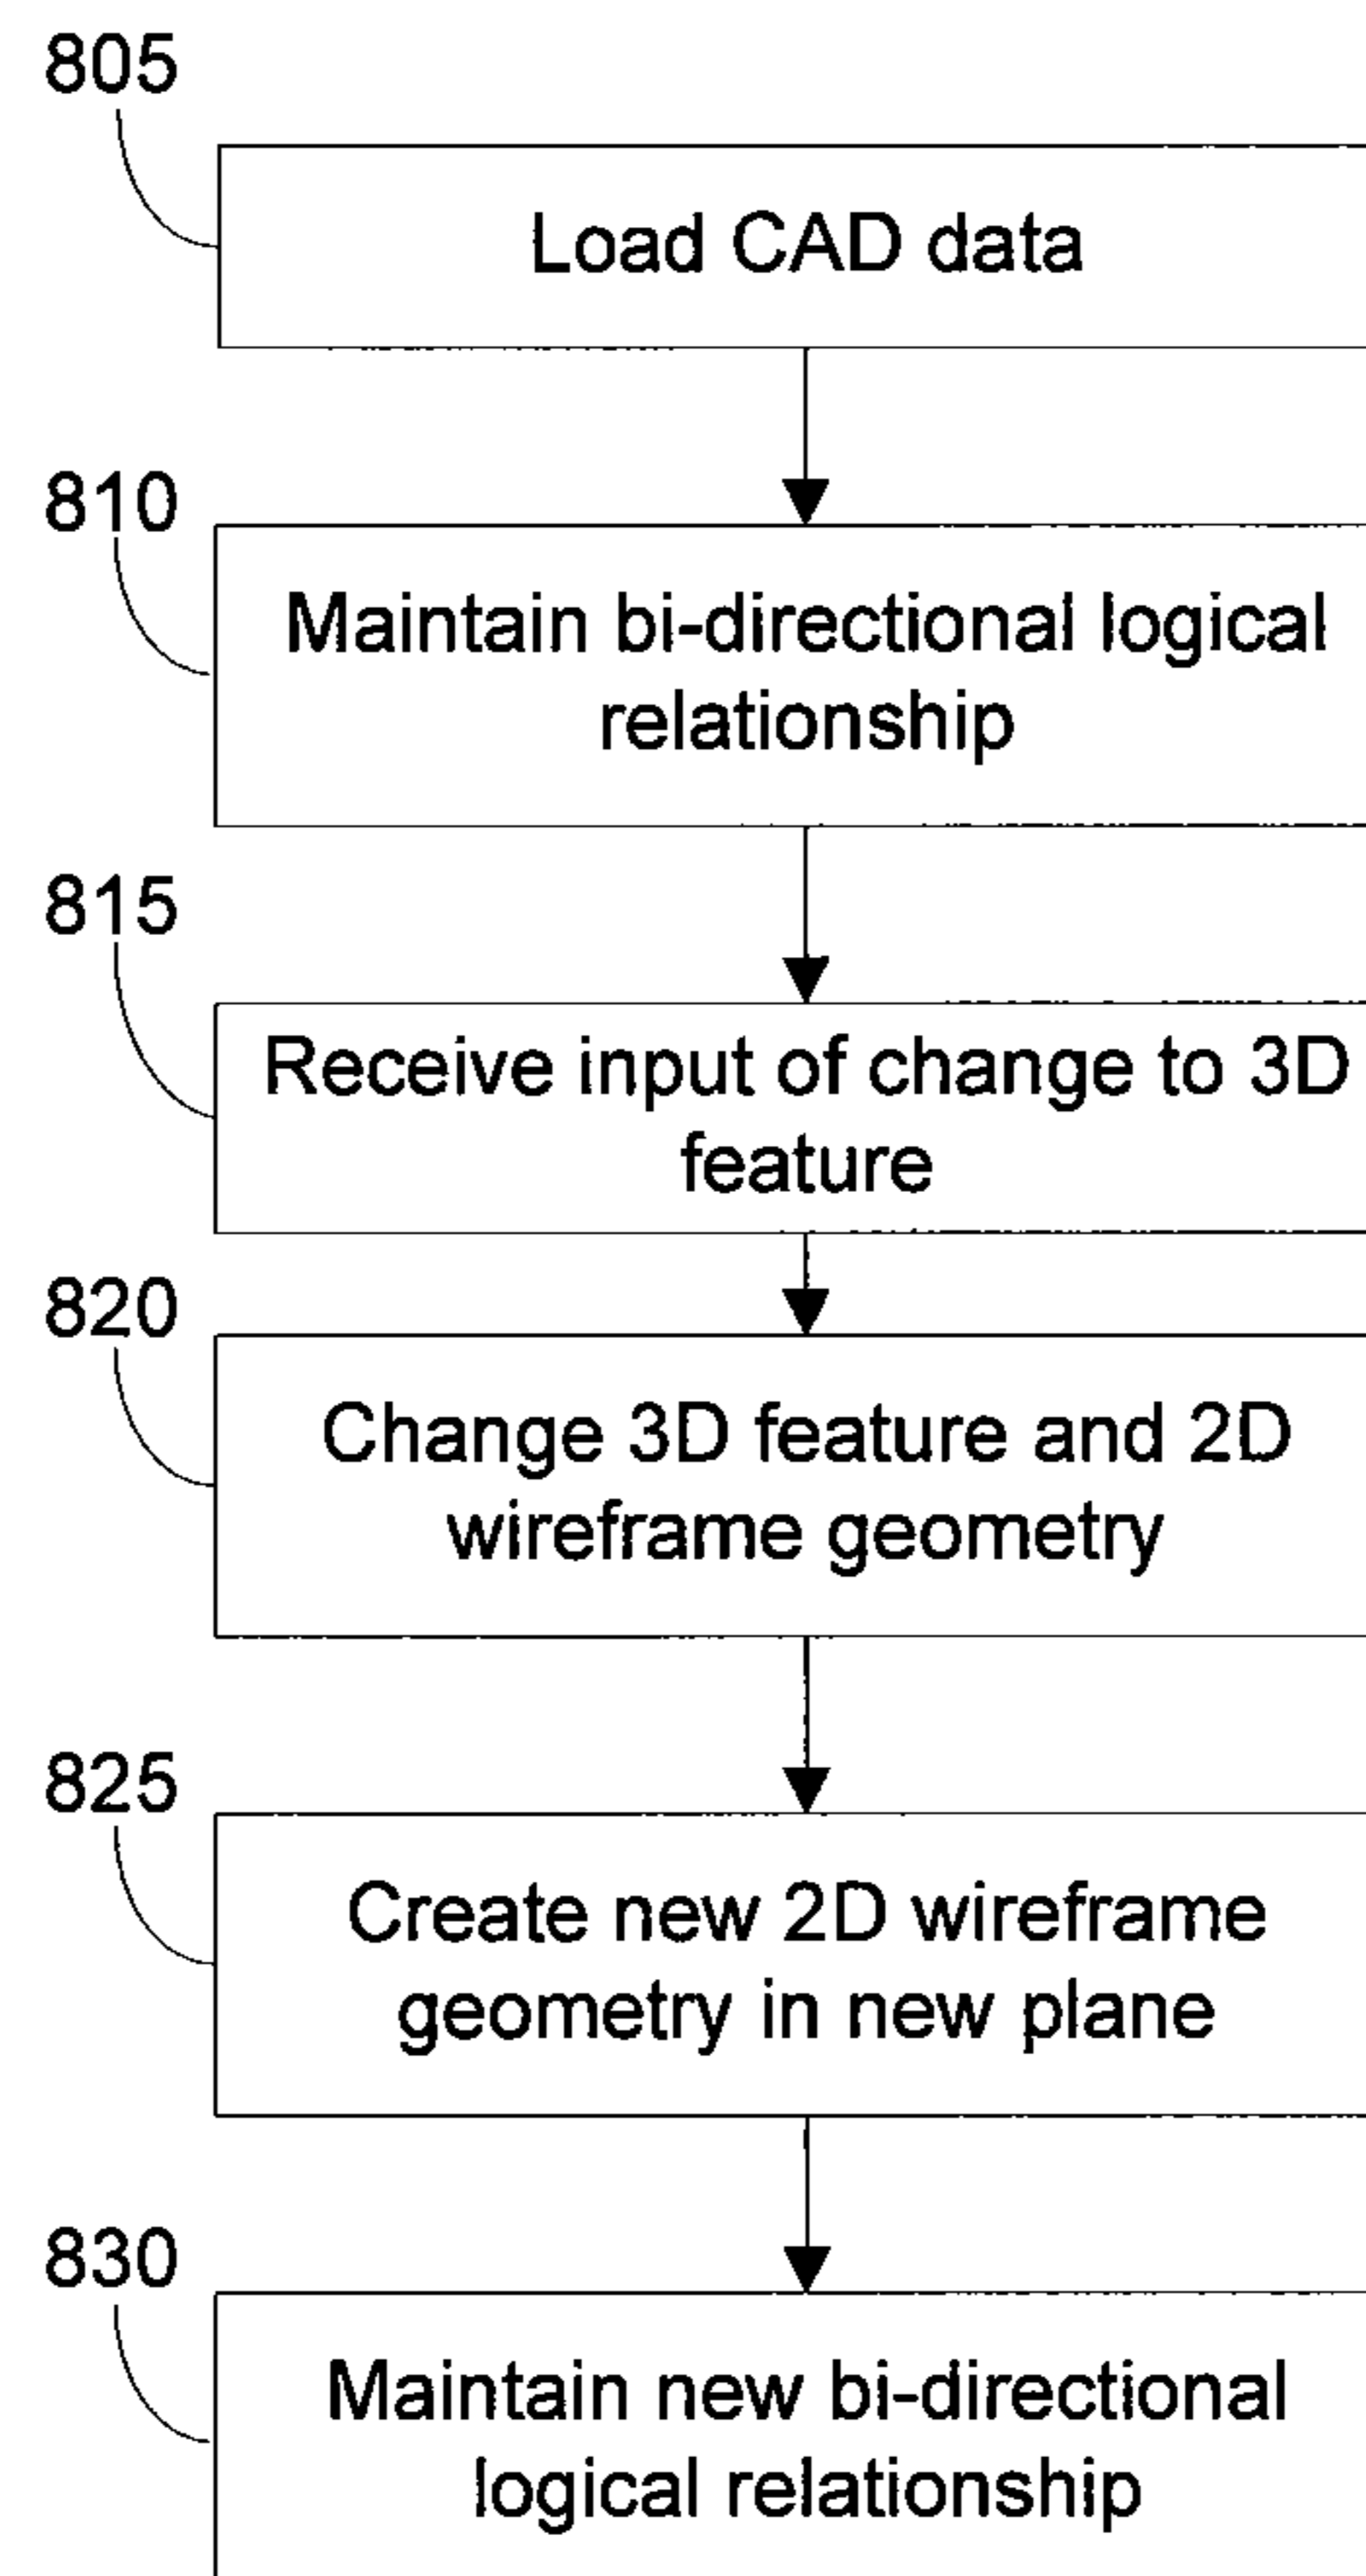 805
Load CAD data
810
Maintain bi-directional logical
relationship
815
Receive input of change to 3D
feature
820
Change 3D feature and 2D
wireframe geometry
825
Create new 2D wireframe
geometry in new plane
830
Maintain new bi-directional
logical relationship